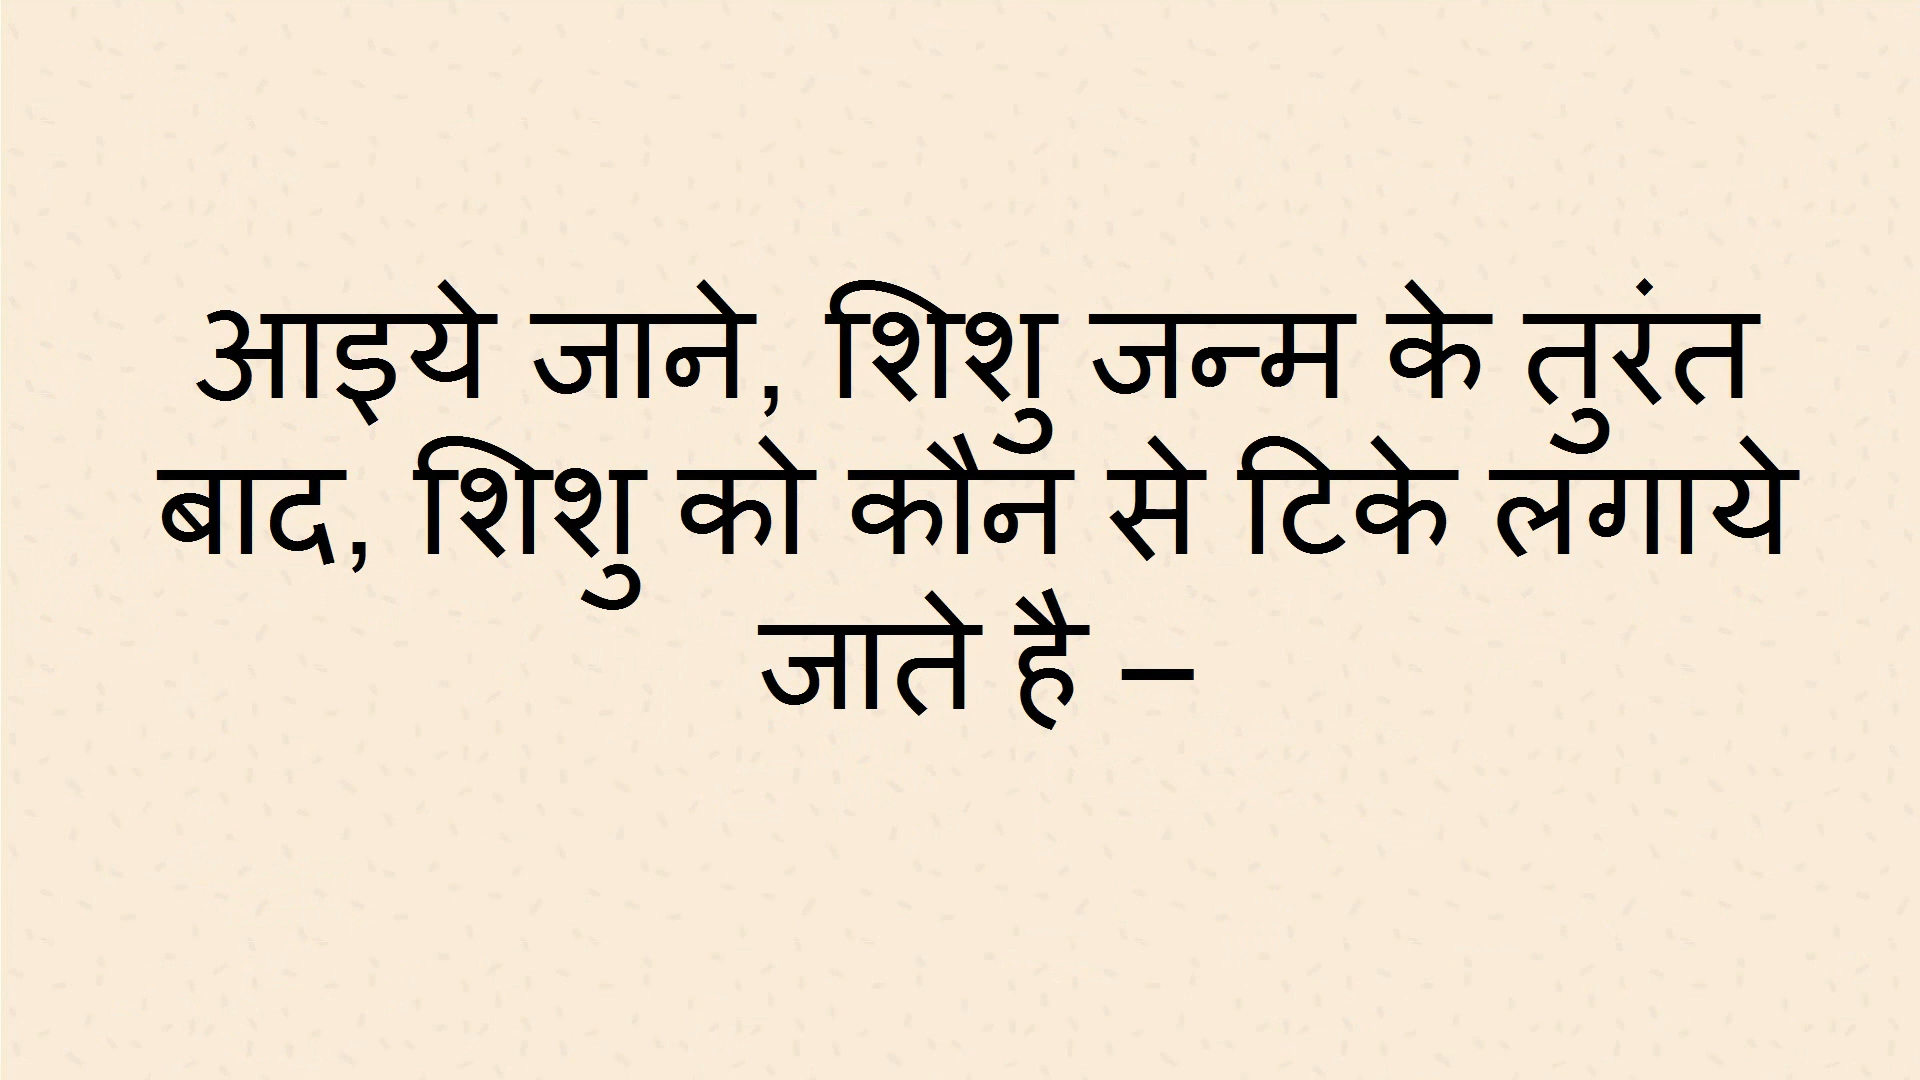 आइये जाने, शिशु जन्म के तुरंत
बाद, शिशु को कौन से टिके लगाये
जाते है –